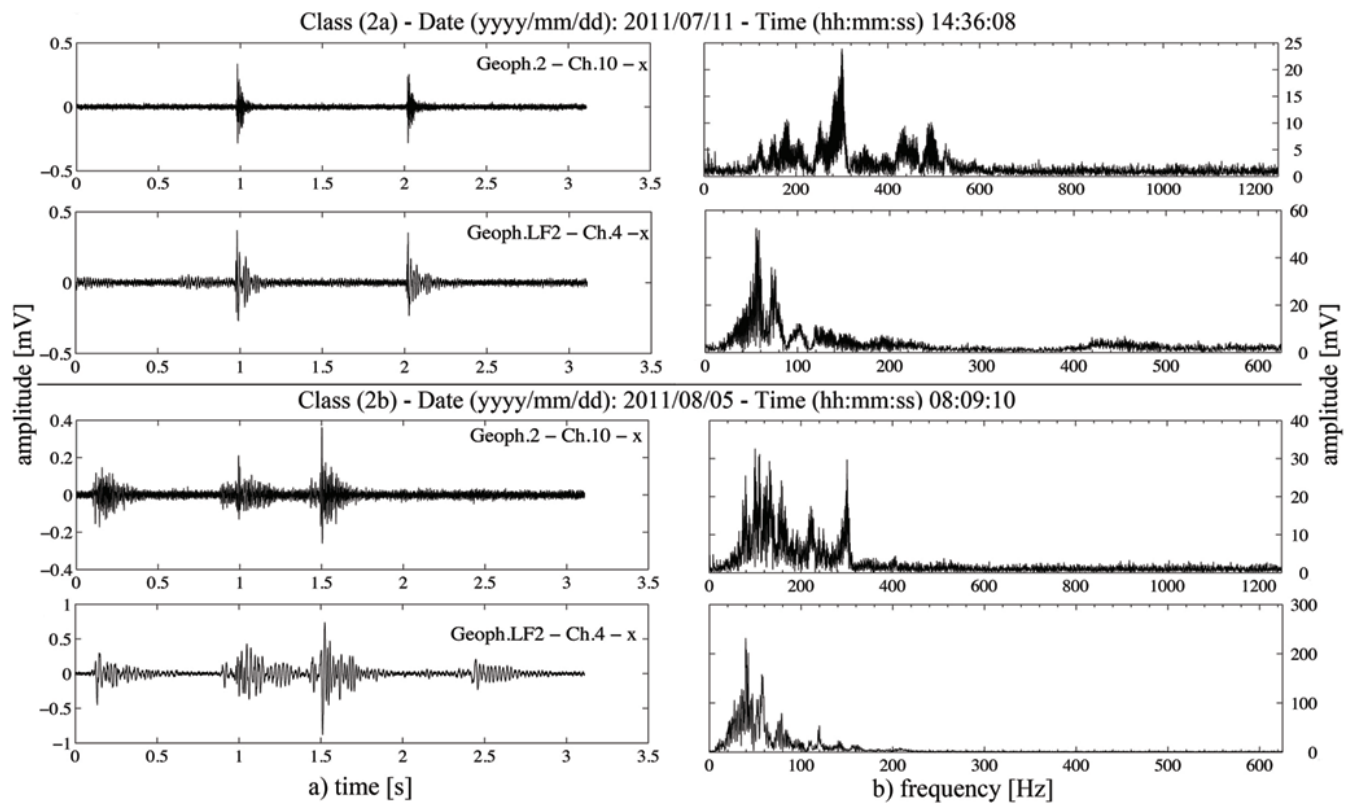 Class (2a) - Date (yyyy/mm/dd): 2011/07/11 - Time (hh:mm:ss) 14:36:08
0.5
0
−0.5
Geoph.2 − Ch.10 − x
0 0.5 1 1.5 2 2.5 3 3.5
25
20
15
10
5
0
0 200 400 600 800 1000 1200
0.5
0
−0.5
Geoph.LF2 − Ch.4 −x
0 0.5 1 1.5 2 2.5 3 3.5
60
40
20
0
0 100 200 300 400 500 600
amplitude [mV]
amplitude [mV]
Class (2b) - Date (yyyy/mm/dd): 2011/08/05 - Time (hh:mm:ss) 08:09:10
0.4
0.2
0
−0.2
−0.4
Geoph.2 − Ch.10 − x
0 0.5 1 1.5 2 2.5 3 3.5
40
30
20
10
0
0 200 400 600 800 1000 1200
1
0.5
0
−0.5
−1
Geoph.LF2 − Ch.4 − x
0 0.5 1 1.5 2 2.5 3 3.5
300
200
100
0
0 100 200 300 400 500 600
a) time [s]
b) frequency [Hz]